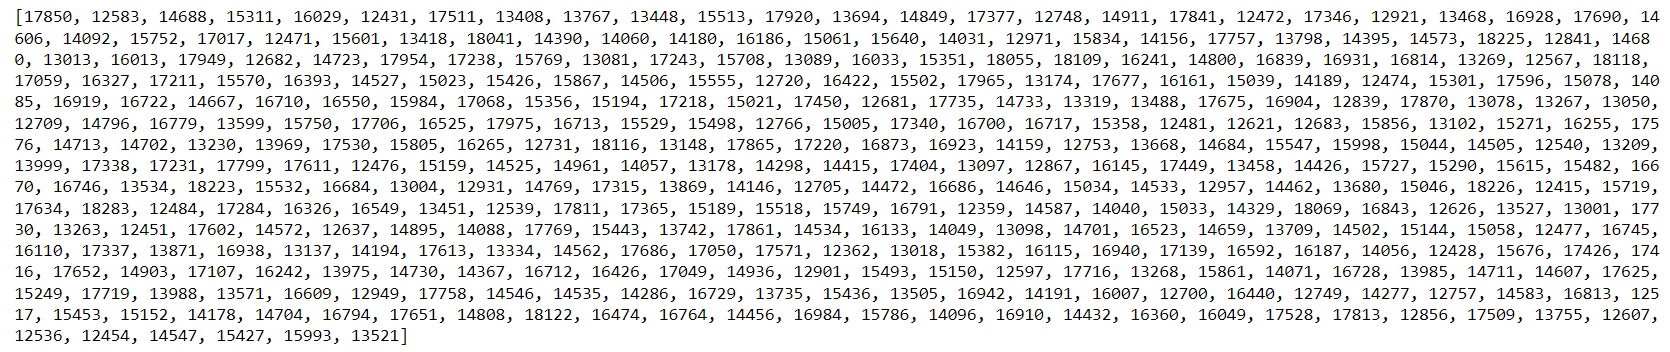 [17850, 12583, 14688, 15311, 16029, 12431, 17511, 13408, 13767, 13448, 15513, 17920, 13694, 14849, 17377, 12748, 14911, 17841, 12472, 17346, 12921, 13468, 16928, 17690, 14
606, 14092, 15752, 17017, 12471, 15601, 13418, 18041, 14390, 14060, 14180, 16186, 15061, 15640, 14031, 12971, 15834, 14156, 17757, 13798, 14395, 14573, 18225, 12841, 1468
0, 13013, 16013, 17949, 12682, 14723, 17954, 17238, 15769, 13081, 17243, 15708, 13089, 16033, 15351, 18055, 18109, 16241, 14800, 16839, 16931, 16814, 13269, 12567, 18118,
17059, 16327, 17211, 15570, 16393, 14527, 15023, 15426, 15867, 14506, 15555, 12720, 16422, 15502, 17965, 13174, 17677, 16161, 15039, 14189, 12474, 15301, 17596, 15078, 140
85, 16919, 16722, 14667, 16710, 16550, 15984, 17068, 15356, 15194, 17218, 15021, 17450, 12681, 17735, 14733, 13319, 13488, 17675, 16904, 12839, 17870, 13078, 13267, 13050,
12709, 14796, 16779, 13599, 15750, 17706, 16525, 17975, 16713, 15529, 15498, 12766, 15005, 17340, 16700, 16717, 15358, 12481, 12621, 12683, 15856, 13102, 15271, 16255, 175
76, 14713, 14702, 13230, 13969, 17530, 15805, 16265, 12731, 18116, 13148, 17865, 17220, 16873, 16923, 14159, 12753, 13668, 14684, 15547, 15998, 15044, 14505, 12540, 13209,
13999, 17338, 17231, 17799, 17611, 12476, 15159, 14525, 14961, 14057, 13178, 14298, 14415, 17404, 13097, 12867, 16145, 17449, 13458, 14426, 15727, 15290, 15615, 15482, 166
70, 16746, 13534, 18223, 15532, 16684, 13004, 12931, 14769, 17315, 13869, 14146, 12705, 14472, 16686, 14646, 15034, 14533, 12957, 14462, 13680, 15046, 18226, 12415, 15719,
17634, 18283, 12484, 17284, 16326, 16549, 13451, 12539, 17811, 17365, 15189, 15518, 15749, 16791, 12359, 14587, 14040, 15033, 14329, 18069, 16843, 12626, 13527, 13001, 177
30, 13263, 12451, 17602, 14572, 12637, 14895, 14088, 17769, 15443, 13742, 17861, 14534, 16133, 14049, 13098, 14701, 16523, 14659, 13709, 14502, 15144, 15058, 12477, 16745,
16110, 17337, 13871, 16938, 13137, 14194, 17613, 13334, 14562, 17686, 17050, 17571, 12362, 13018, 15382, 16115, 16940, 17139, 16592, 16187, 14056, 12428, 15676, 17426, 174
16, 17652, 14903, 17107, 16242, 13975, 14730, 14367, 16712, 16426, 17049, 14936, 12901, 15493, 15150, 12597, 17716, 13268, 15861, 14071, 16728, 13985, 14711, 14607, 17625,
15249, 17719, 13988, 13571, 16609, 12949, 17758, 14546, 14535, 14286, 16729, 13735, 15436, 13505, 16942, 14191, 16007, 12700, 16440, 12749, 14277, 12757, 14583, 16813, 125
17, 15453, 15152, 14178, 14704, 16794, 17651, 14808, 18122, 16474, 16764, 14456, 16984, 15786, 14096, 16910, 14432, 16360, 16049, 17528, 17813, 12856, 17509, 13755, 12607,
12536, 12454, 14547, 15427, 15993, 13521]